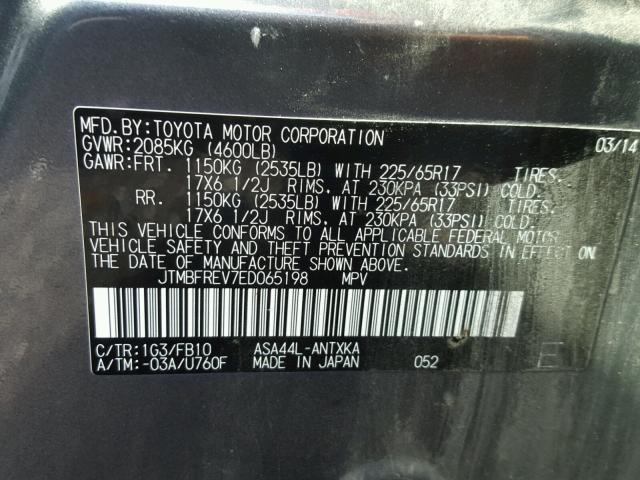 MFD.BY:TOYOTA MOTOR CORPORATION 03/14
GVWR:2085KG (4600LB)
GAWR:FRT. 1150KG (2535LB) WITH 225/65R17 TIRES.
17X6 1/2J RIMS. AT 230KPA (33PSI) COLD.
RR. 1150KG (2535LB) WITH 225/65R17 TIRES.
17X6 1/2J RIMS. AT 230KPA (33PSI) COLD.
THIS VEHICLE CONFORMS TO ALL APPLICABLE FEDERAL MOTOR
VEHICLE SAFETY AND THEFT PREVENTION STANDARDS IN EFFECT ON
THE DATE OF MANUFACTURE SHOWN ABOVE.
JTMBFREV7ED065198 MPV
C/TR:1G3/FB10 ASA44L-ANTXKA
A/TM:-03A/U760F MADE IN JAPAN 052 E